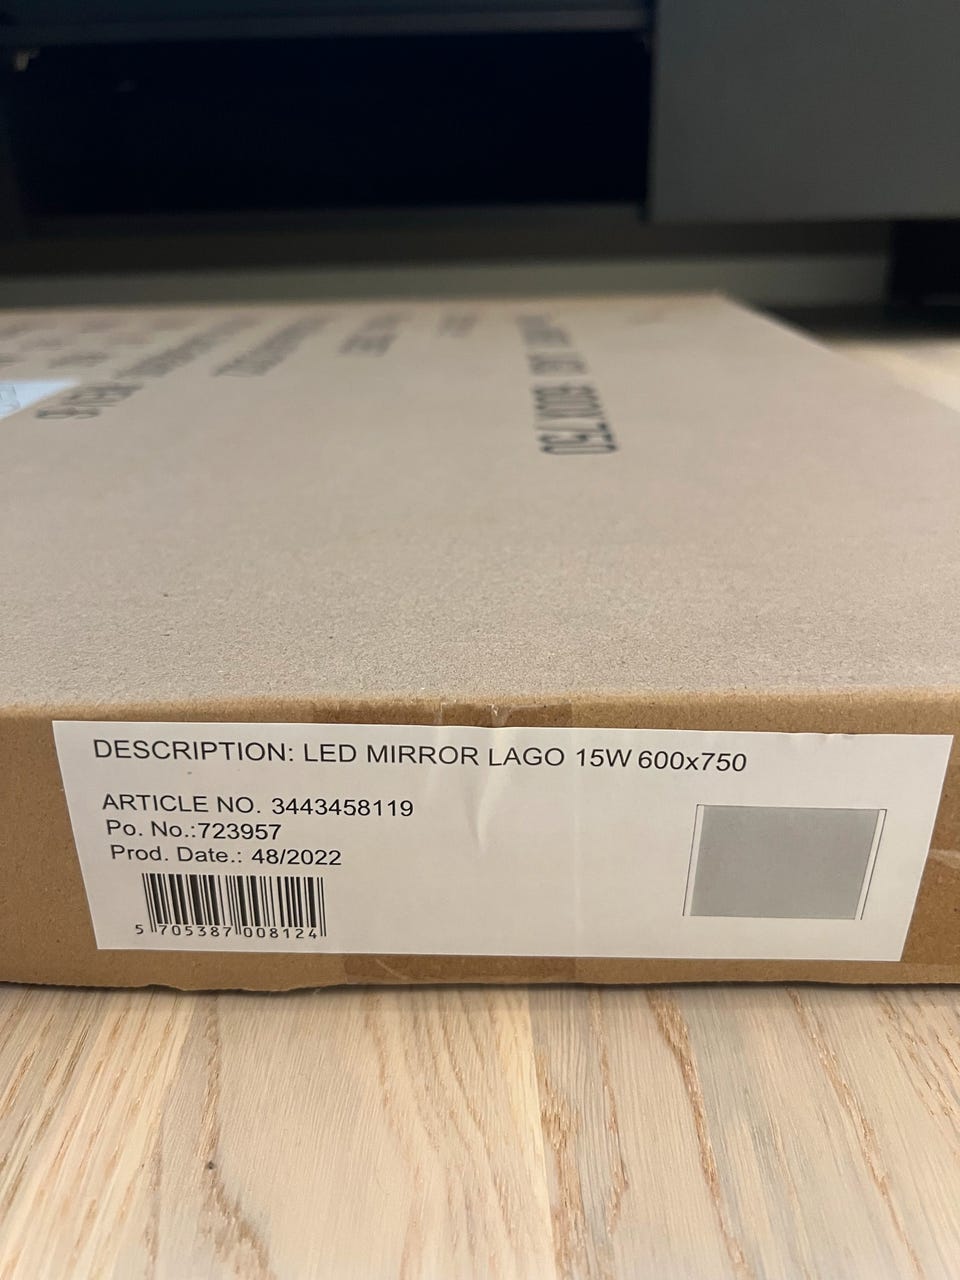 600X750
DESCRIPTION: LED MIRROR LAGO 15W 600x750
ARTICLE NO. 3443458119
Po. No.:723957
Prod. Date.: 48/2022
5 705387 008124